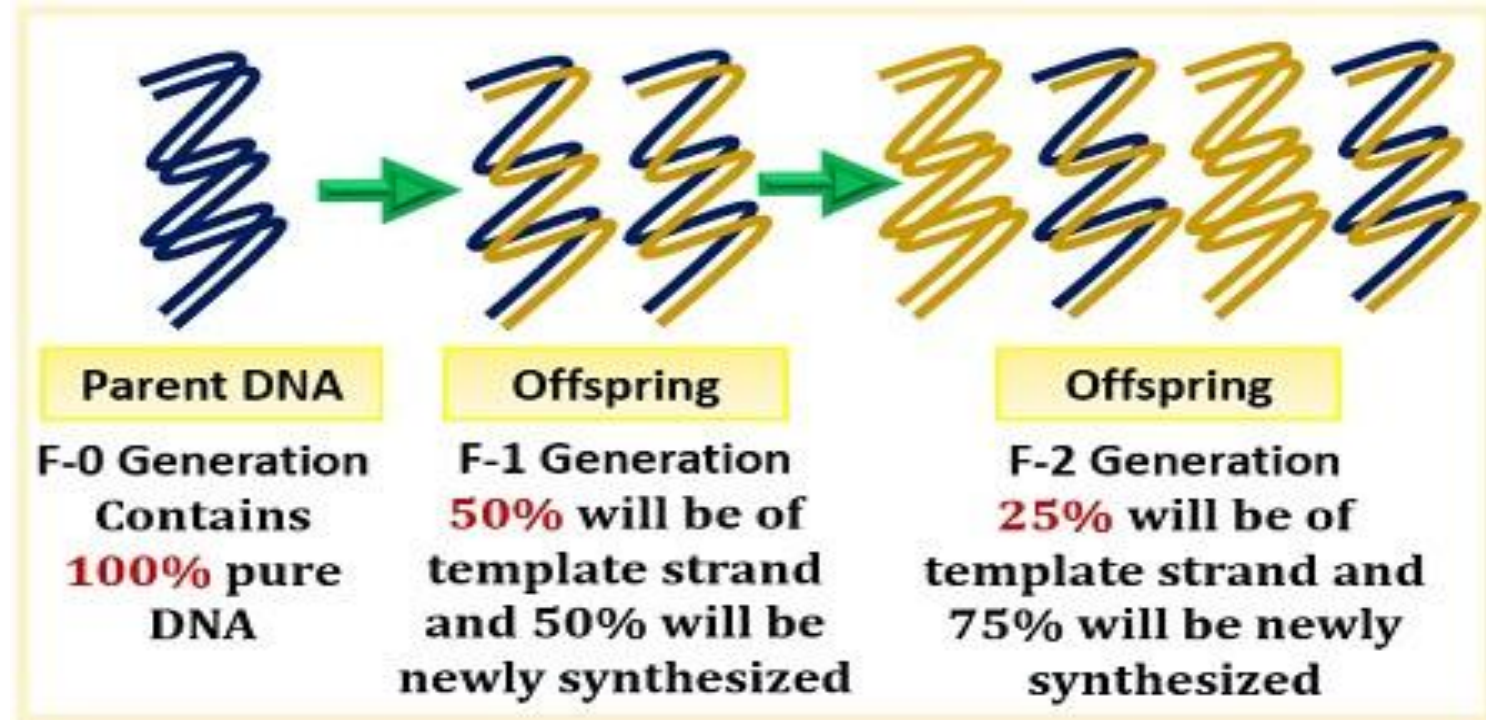 Parent DNA
F-0 Generation
Contains
100% pure
DNA
Offspring
F-1 Generation
50% will be of
template strand
and 50% will be
newly synthesized
Offspring
F-2 Generation
25% will be of
template strand and
75% will be newly
synthesized